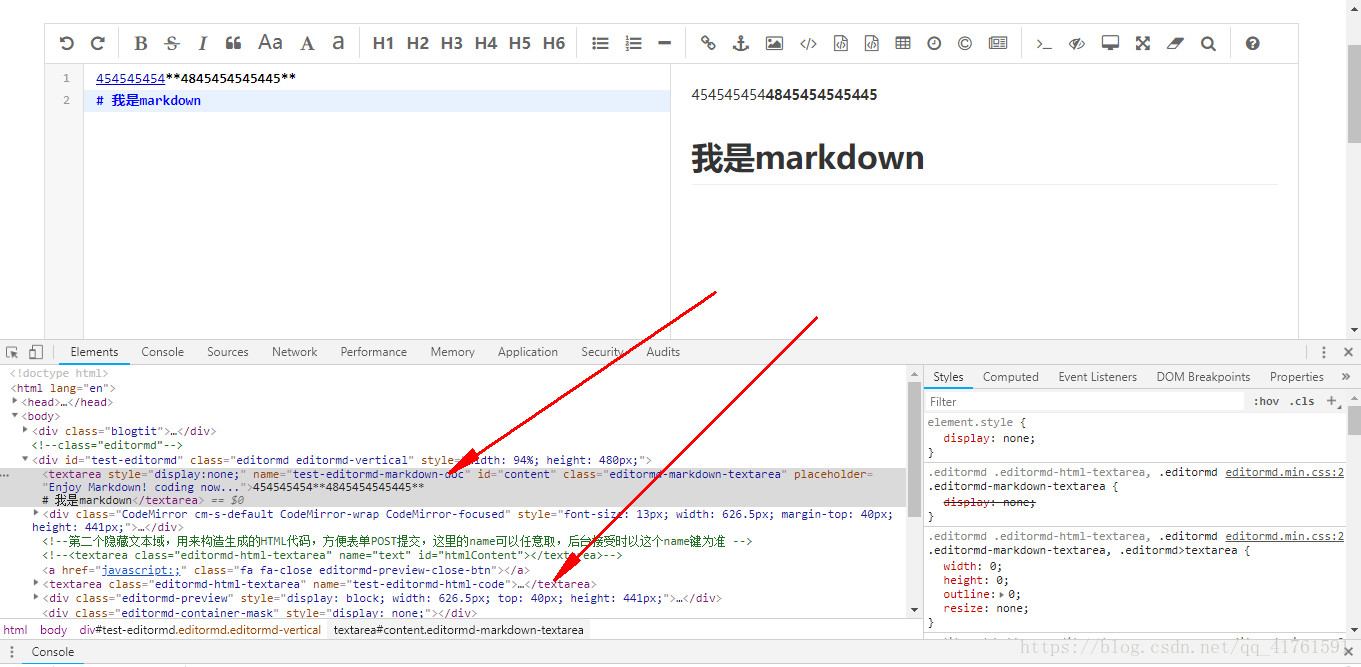 B S I “ Aa A a H1 H2 H3 H4 H5 H6
1 454545454**4845454545445**
2 # 我是markdown
4545454544845454545445
我是markdown
Elements Console Sources Network Performance Memory Application Security Audits
<!doctype html>
<html lang="en">
<head>…</head>
<body>
<div class="blogtit">…</div>
<!--class="editormd"-->
<div id="test-editormd" class="editormd editormd-vertical" style="width: 94%; height: 480px;">
<textarea style="display:none;" name="test-editormd-markdown-doc" id="content" class="editormd-markdown-textarea" placeholder=
"Enjoy Markdown! coding now...">454545454**4845454545445**
# 我是markdown</textarea> == $0
<div class="CodeMirror cm-s-default CodeMirror-wrap CodeMirror-focused" style="font-size: 13px; width: 626.5px; margin-top: 40px;
height: 441px;">…</div>
<!--第二个隐藏文本域，用来构造生成的HTML代码，方便表单POST提交，这里的name可以任意取，后台接受时以这个name键为准 -->
<!--<textarea class="editormd-html-textarea" name="text" id="htmlContent"></textarea>-->
<a href="javascript:;" class="fa fa-close editormd-preview-close-btn"></a>
<textarea class="editormd-html-textarea" name="test-editormd-html-code">…</textarea>
<div class="editormd-preview" style="display: block; width: 626.5px; top: 40px; height: 441px;">…</div>
<div class="editormd-container-mask" style="display: none;"></div>
html body div#test-editormd.editormd.editormd-vertical textarea#content.editormd-markdown-textarea
Console
Styles Computed Event Listeners DOM Breakpoints Properties »
Filter :hov .cls +
element.style {
display: none;
}
.editormd .editormd-html-textarea, .editormd editormd.min.css:2
.editormd-markdown-textarea {
display: none;
}
.editormd .editormd-html-textarea, .editormd editormd.min.css:2
.editormd-markdown-textarea, .editormd>textarea {
width: 0;
height: 0;
outline: 0;
resize: none;
}
https://blog.csdn.net/qq_41761591